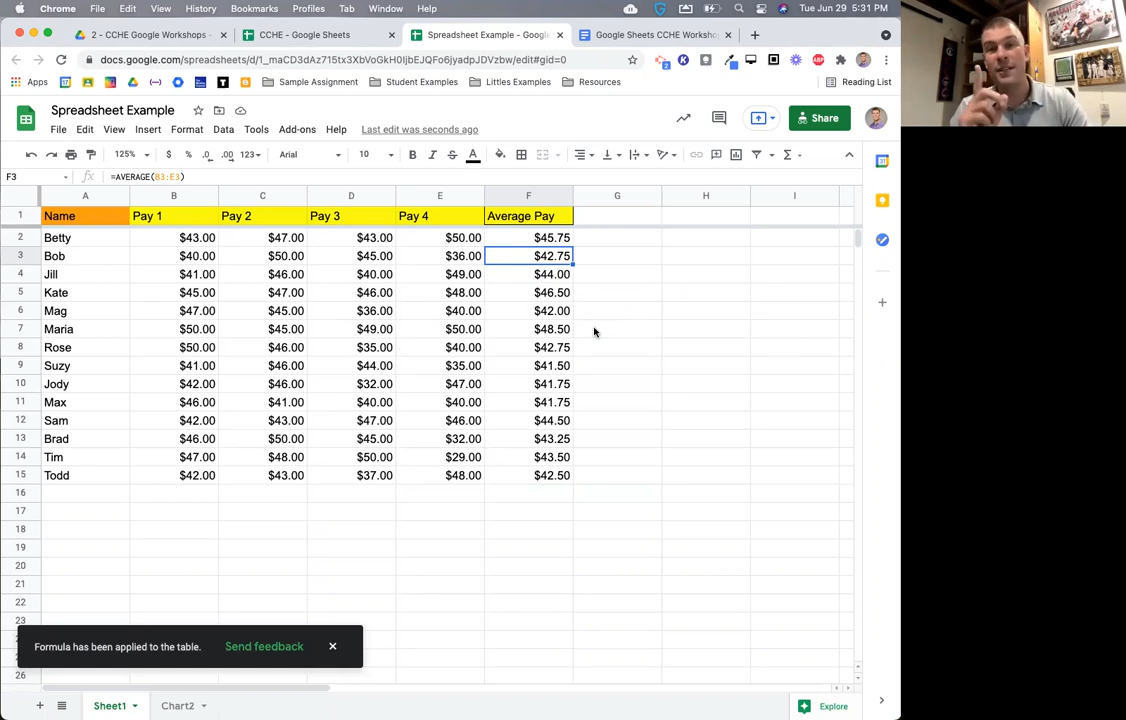 Chrome File Edit View History Bookmarks Profiles Tab Window Help Tue Jun 29 5:31 PM
2 - CCHE Google Workshops - CCHE - Google Sheets Spreadsheet Example - Google Google Sheets CCHE Workshop
docs.google.com/spreadsheets/d/1_maCDsIAz715tx3XbVoGkH0IjbEJQFo6jyadpJDVzbw/edit#gid=0
Apps Sample Assignment Student Examples Ellipsis Education Resources Reading List
Spreadsheet Example
File Edit View Insert Format Data Tools Add-ons Help Last edit was seconds ago
Share
125% $ % .0 .00 123 Arial 10 B I S A
F3 fx =AVERAGE(B3:E3)
A B C D E F G H I
1 Name Pay 1 Pay 2 Pay 3 Pay 4 Average Pay
2 Betty $43.00 $47.00 $43.00 $50.00 $45.75
3 Bob $40.00 $50.00 $45.00 $36.00 $42.75
4 Jill $41.00 $46.00 $40.00 $49.00 $44.00
5 Kate $45.00 $47.00 $46.00 $48.00 $46.50
6 Mag $47.00 $45.00 $36.00 $40.00 $42.00
7 Maria $50.00 $45.00 $49.00 $50.00 $48.50
8 Rose $50.00 $46.00 $35.00 $40.00 $42.75
9 Suzy $41.00 $46.00 $44.00 $35.00 $41.50
10 Jody $42.00 $46.00 $32.00 $47.00 $41.75
11 Max $46.00 $41.00 $40.00 $40.00 $41.75
12 Sam $42.00 $43.00 $47.00 $46.00 $44.50
13 Brad $46.00 $50.00 $45.00 $32.00 $43.25
14 Tim $47.00 $48.00 $50.00 $29.00 $43.50
15 Todd $42.00 $43.00 $37.00 $48.00 $42.50
16
17
18
19
20
21
22
23
Formula has been applied to the table. Send feedback
26
Sheet1 Chart2 Explore